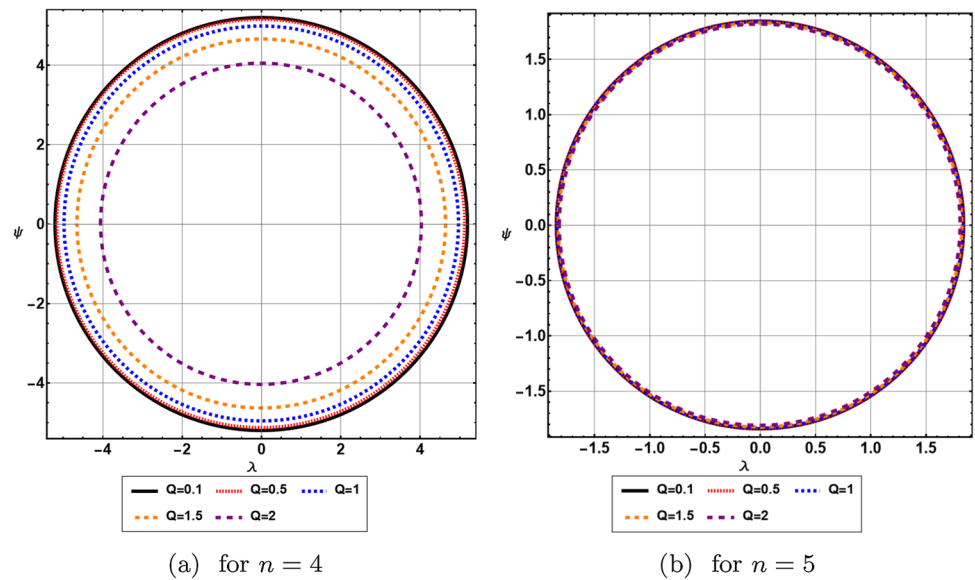 4
2
0
−2
−4
ψ
−4 −2 0 2 4
λ
Q=0.1 Q=0.5 Q=1
Q=1.5 Q=2
(a) for n = 4
1.5
1.0
0.5
0.0
−0.5
−1.0
−1.5
ψ
−1.5 −1.0 −0.5 0.0 0.5 1.0 1.5
λ
Q=0.1 Q=0.5 Q=1
Q=1.5 Q=2
(b) for n = 5